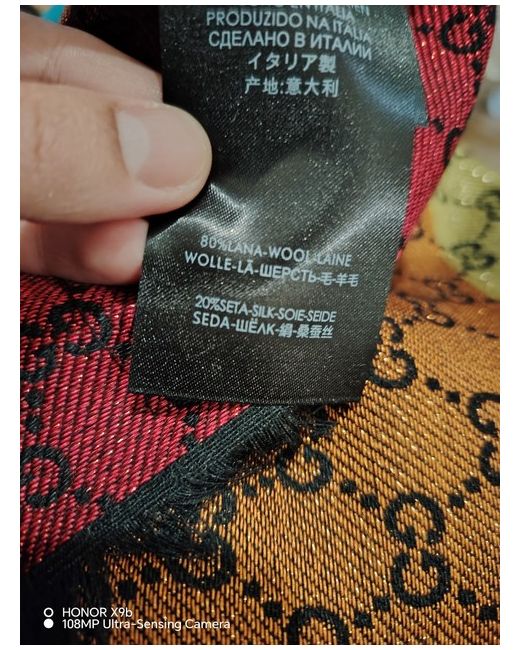 PRODUZIDO NA ITALIA
СДЕЛАНО В ИТАЛИИ
イタリア製
产地:意大利
80%LANA-WOOL-LAINE
WOLLE-LÃ-ШЕРСТЬ-毛-羊毛
20%SETA-SILK-SOIE-SEIDE
SEDA-ШЁЛК-絹-桑蚕丝
HONOR X9b
108MP Ultra-Sensing Camera